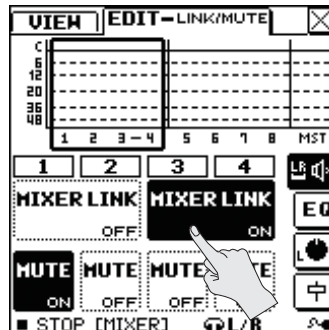 VIEW EDIT-LINK/MUTE
C
6
12
20
36
48
1 2 3-4 5 6 7 8 MST
1 2 3 4 LR
MIXER LINK MIXER LINK EQ
OFF ON
L
MUTE MUTE MUTE
ON OFF OFF
STOP [MIXER] L/R